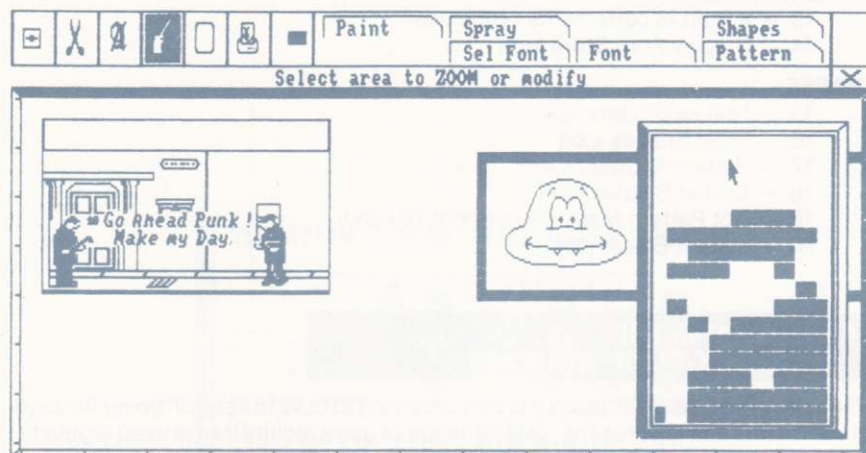 Paint Spray Shapes
Sel Font Font Pattern
Select area to ZOOM or modify
Go Ahead Punk !
Make my Day.